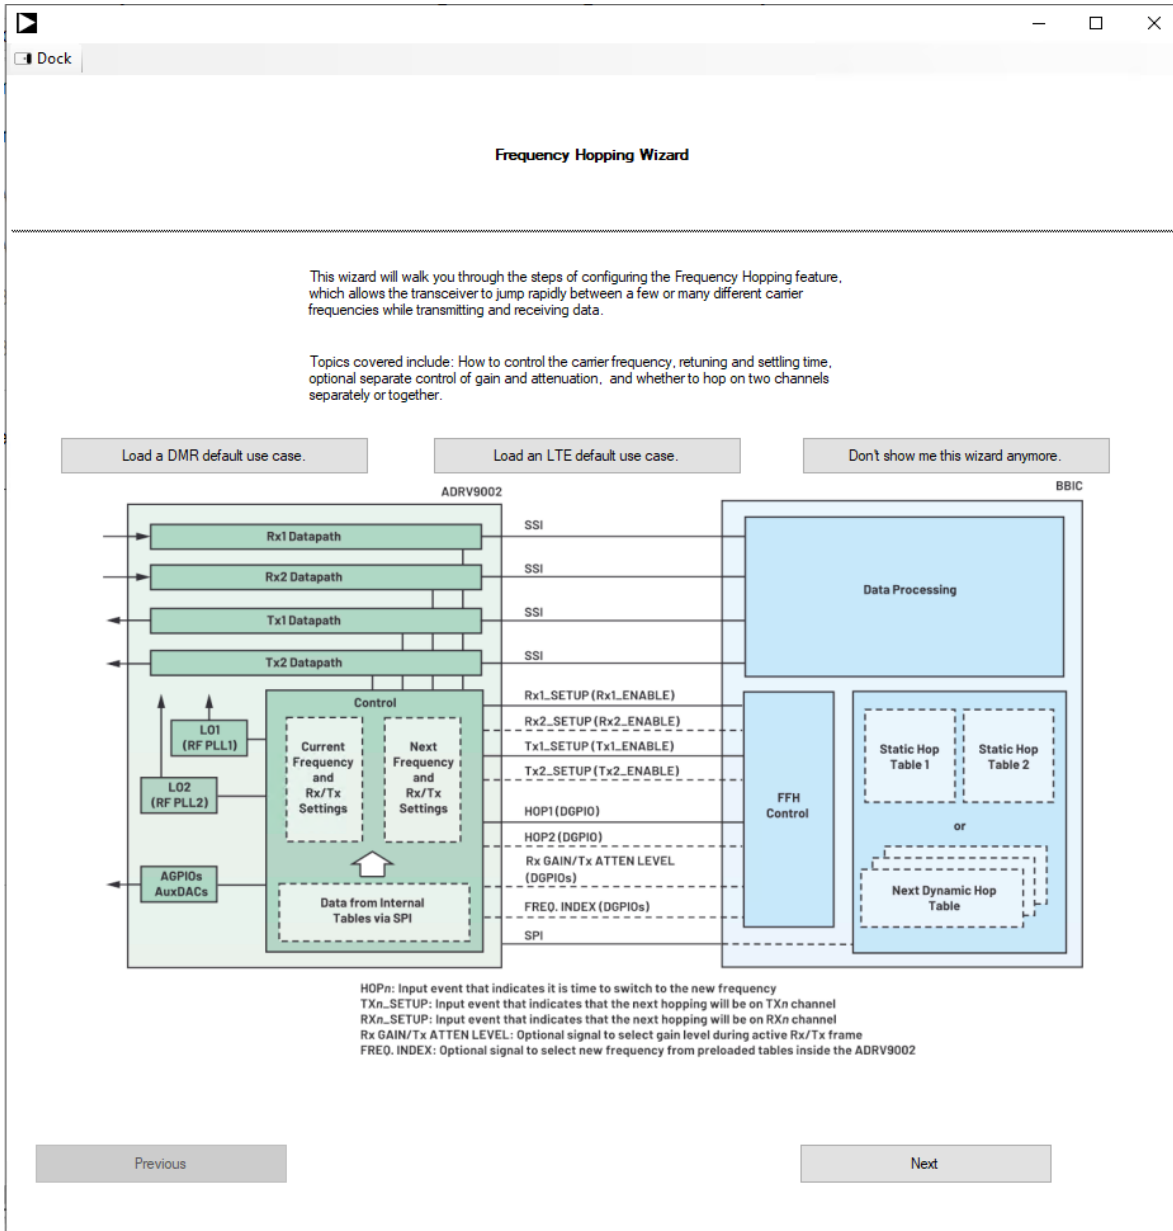 Dock
Frequency Hopping Wizard
This wizard will walk you through the steps of configuring the Frequency Hopping feature,
which allows the transceiver to jump rapidly between a few or many different carrier
frequencies while transmitting and receiving data.
Topics covered include: How to control the carrier frequency, retuning and settling time,
optional separate control of gain and attenuation, and whether to hop on two channels
separately or together.
Load a DMR default use case.
Load an LTE default use case.
Don't show me this wizard anymore.
ADRV9002
BBIC
Rx1 Datapath
SSI
Rx2 Datapath
SSI
Tx1 Datapath
SSI
Tx2 Datapath
SSI
Data Processing
Control
LO1
(RF PLL1)
LO2
(RF PLL2)
AGPIOs
AuxDACs
Current
Frequency
and
Rx/Tx
Settings
Next
Frequency
and
Rx/Tx
Settings
Data from Internal
Tables via SPI
Rx1_SETUP (Rx1_ENABLE)
Rx2_SETUP (Rx2_ENABLE)
Tx1_SETUP (Tx1_ENABLE)
Tx2_SETUP (Tx2_ENABLE)
HOP1 (DGPIO)
HOP2 (DGPIO)
Rx GAIN/Tx ATTEN LEVEL
(DGPIOs)
FREQ. INDEX (DGPIOs)
SPI
FFH
Control
Static Hop
Table 1
Static Hop
Table 2
or
Next Dynamic Hop
Table
HOPn: Input event that indicates it is time to switch to the new frequency
TXn_SETUP: Input event that indicates that the next hopping will be on TXn channel
RXn_SETUP: Input event that indicates that the next hopping will be on RXn channel
Rx GAIN/Tx ATTEN LEVEL: Optional signal to select gain level during active Rx/Tx frame
FREQ. INDEX: Optional signal to select new frequency from preloaded tables inside the ADRV9002
Previous
Next